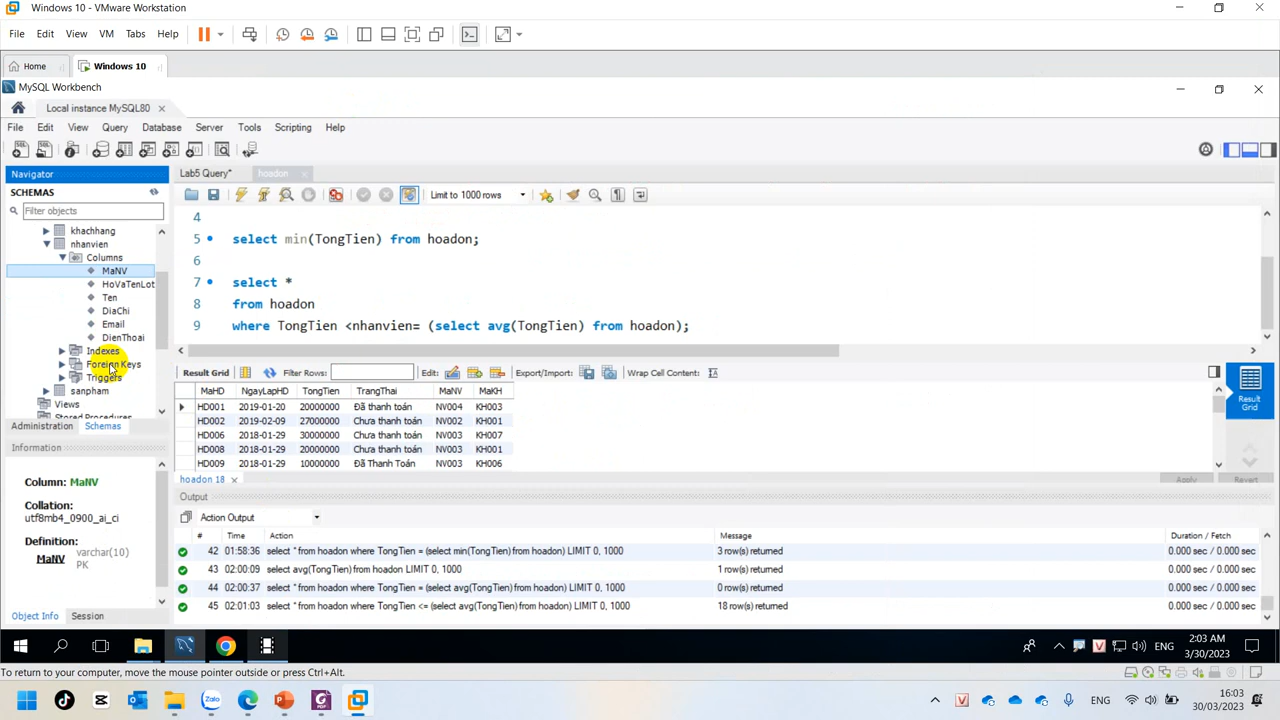 Windows 10 - VMware Workstation
File Edit View VM Tabs Help
Home
Windows 10
MySQL Workbench
Local instance MySQL80
File Edit View Query Database Server Tools Scripting Help
Navigator
SCHEMAS
Filter objects
khachhang
nhanvien
Columns
MaNV
HoVaTenLot
Ten
DiaChi
Email
DienThoai
Indexes
Foreign Keys
Triggers
sanpham
Views
Stored Procedures
Administration Schemas
Information
Column: MaNV
Collation:
utf8mb4_0900_ai_ci
Definition:
MaNV varchar(10)
PK
Object Info Session
Lab5 Query* hoadon
Limit to 1000 rows
4
5 select min(TongTien) from hoadon;
6
7 select *
8 from hoadon
9 where TongTien <nhanvien= (select avg(TongTien) from hoadon);
Result Grid Filter Rows: Edit: Export/Import: Wrap Cell Content:
MaHD NgayLapHD TongTien TrangThai MaNV MaKH
HD001 2019-01-20 20000000 Đã thanh toán NV004 KH003
HD002 2019-02-09 27000000 Chưa thanh toán NV002 KH001
HD006 2018-01-29 30000000 Chưa thanh toán NV003 KH007
HD008 2018-01-29 20000000 Chưa thanh toán NV003 KH001
HD009 2018-01-29 10000000 Đã Thanh Toán NV003 KH006
Result
Grid
hoadon 18
Apply Revert
Output
Action Output
# Time Action Message Duration / Fetch
42 01:58:36 select * from hoadon where TongTien = (select min(TongTien) from hoadon) LIMIT 0, 1000 3 row(s) returned 0.000 sec / 0.000 sec
43 02:00:09 select avg(TongTien) from hoadon LIMIT 0, 1000 1 row(s) returned 0.000 sec / 0.000 sec
44 02:00:37 select * from hoadon where TongTien = (select avg(TongTien) from hoadon) LIMIT 0, 1000 0 row(s) returned 0.000 sec / 0.000 sec
45 02:01:03 select * from hoadon where TongTien <= (select avg(TongTien) from hoadon) LIMIT 0, 1000 18 row(s) returned 0.000 sec / 0.000 sec
ENG
2:03 AM
3/30/2023
To return to your computer, move the mouse pointer outside or press Ctrl+Alt.
Zalo
ENG
16:03
30/03/2023